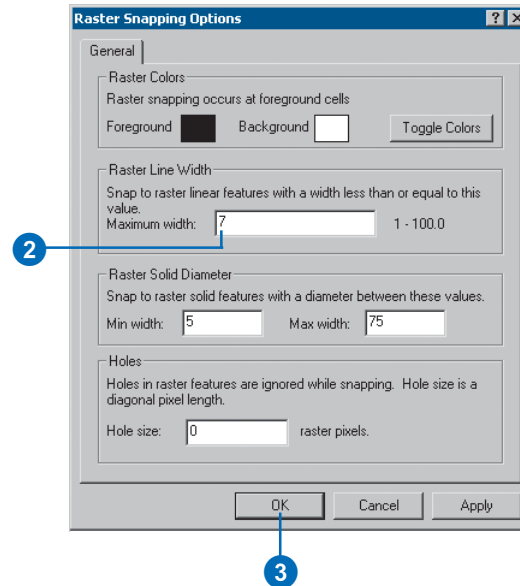 Raster Snapping Options ? ×
General
Raster Colors
Raster snapping occurs at foreground cells
Foreground Background Toggle Colors
Raster Line Width
Snap to raster linear features with a width less than or equal to this
value.
Maximum width: 7 1 - 100.0
2
Raster Solid Diameter
Snap to raster solid features with a diameter between these values.
Min width: 5 Max width: 75
Holes
Holes in raster features are ignored while snapping. Hole size is a
diagonal pixel length.
Hole size: 0 raster pixels.
OK Cancel Apply
3